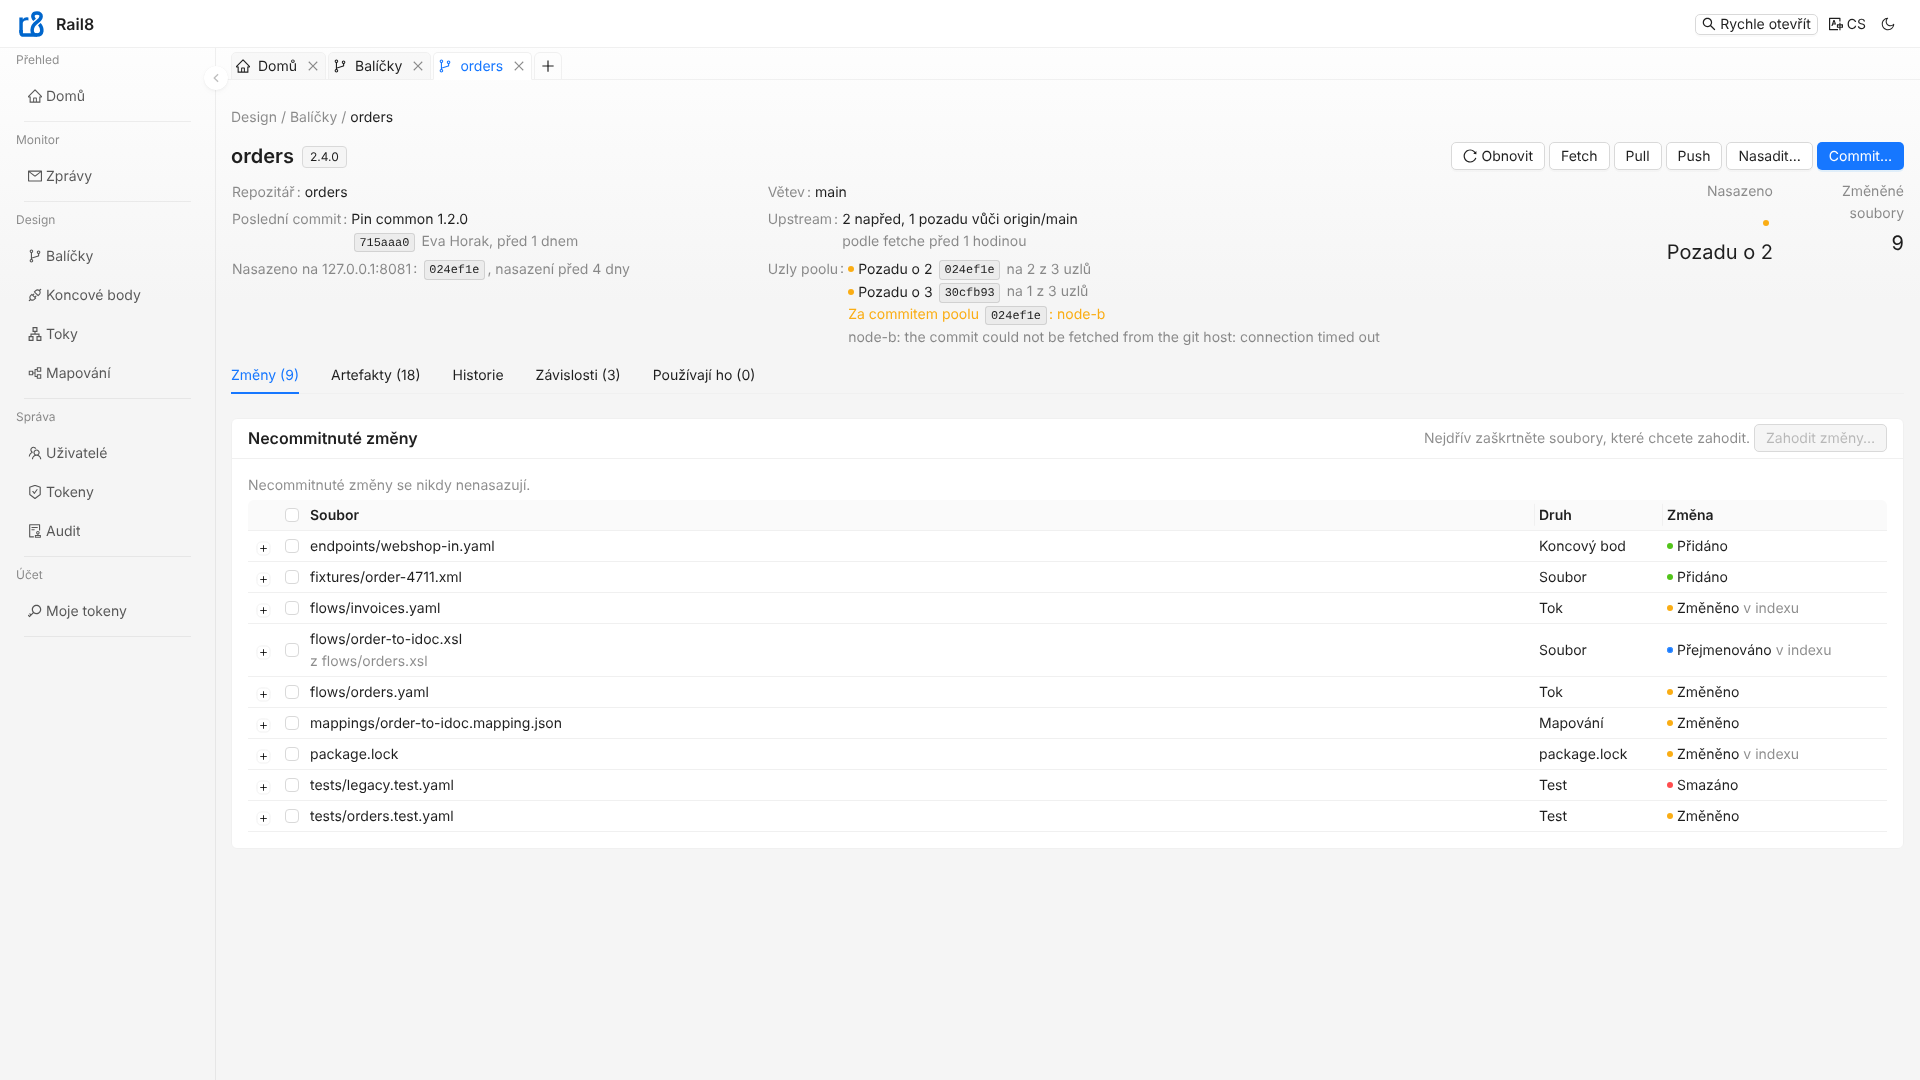 Rail8
Rychle otevřít
CS
Přehled
Domů
Monitor
Zprávy
Design
Balíčky
Koncové body
Toky
Mapování
Správa
Uživatelé
Tokeny
Audit
Účet
Moje tokeny
Domů
Balíčky
orders
Design / Balíčky / orders
orders 2.4.0
Obnovit
Fetch
Pull
Push
Nasadit...
Commit...
Repozitář: orders
Větev: main
Poslední commit: Pin common 1.2.0
715aaa0 Eva Horak, před 1 dnem
Upstream: 2 napřed, 1 pozadu vůči origin/main
podle fetche před 1 hodinou
Nasazeno na 127.0.0.1:8081: 024ef1e, nasazení před 4 dny
Uzly poolu: Pozadu o 2 024ef1e na 2 z 3 uzlů
Pozadu o 3 30cfb93 na 1 z 3 uzlů
Za commitem poolu 024ef1e: node-b
node-b: the commit could not be fetched from the git host: connection timed out
Nasazeno
Pozadu o 2
Změněné
soubory
9
Změny (9)
Artefakty (18)
Historie
Závislosti (3)
Používají ho (0)
Necommitnuté změny
Nejdřív zaškrtněte soubory, které chcete zahodit.
Zahodit změny...
Necommitnuté změny se nikdy nenasazují.
Soubor Druh Změna
+ endpoints/webshop-in.yaml Koncový bod Přidáno
+ fixtures/order-4711.xml Soubor Přidáno
+ flows/invoices.yaml Tok Změněno v indexu
+ flows/order-to-idoc.xsl Soubor Přejmenováno v indexu
z flows/orders.xsl
+ flows/orders.yaml Tok Změněno
+ mappings/order-to-idoc.mapping.json Mapování Změněno
+ package.lock package.lock Změněno v indexu
+ tests/legacy.test.yaml Test Smazáno
+ tests/orders.test.yaml Test Změněno